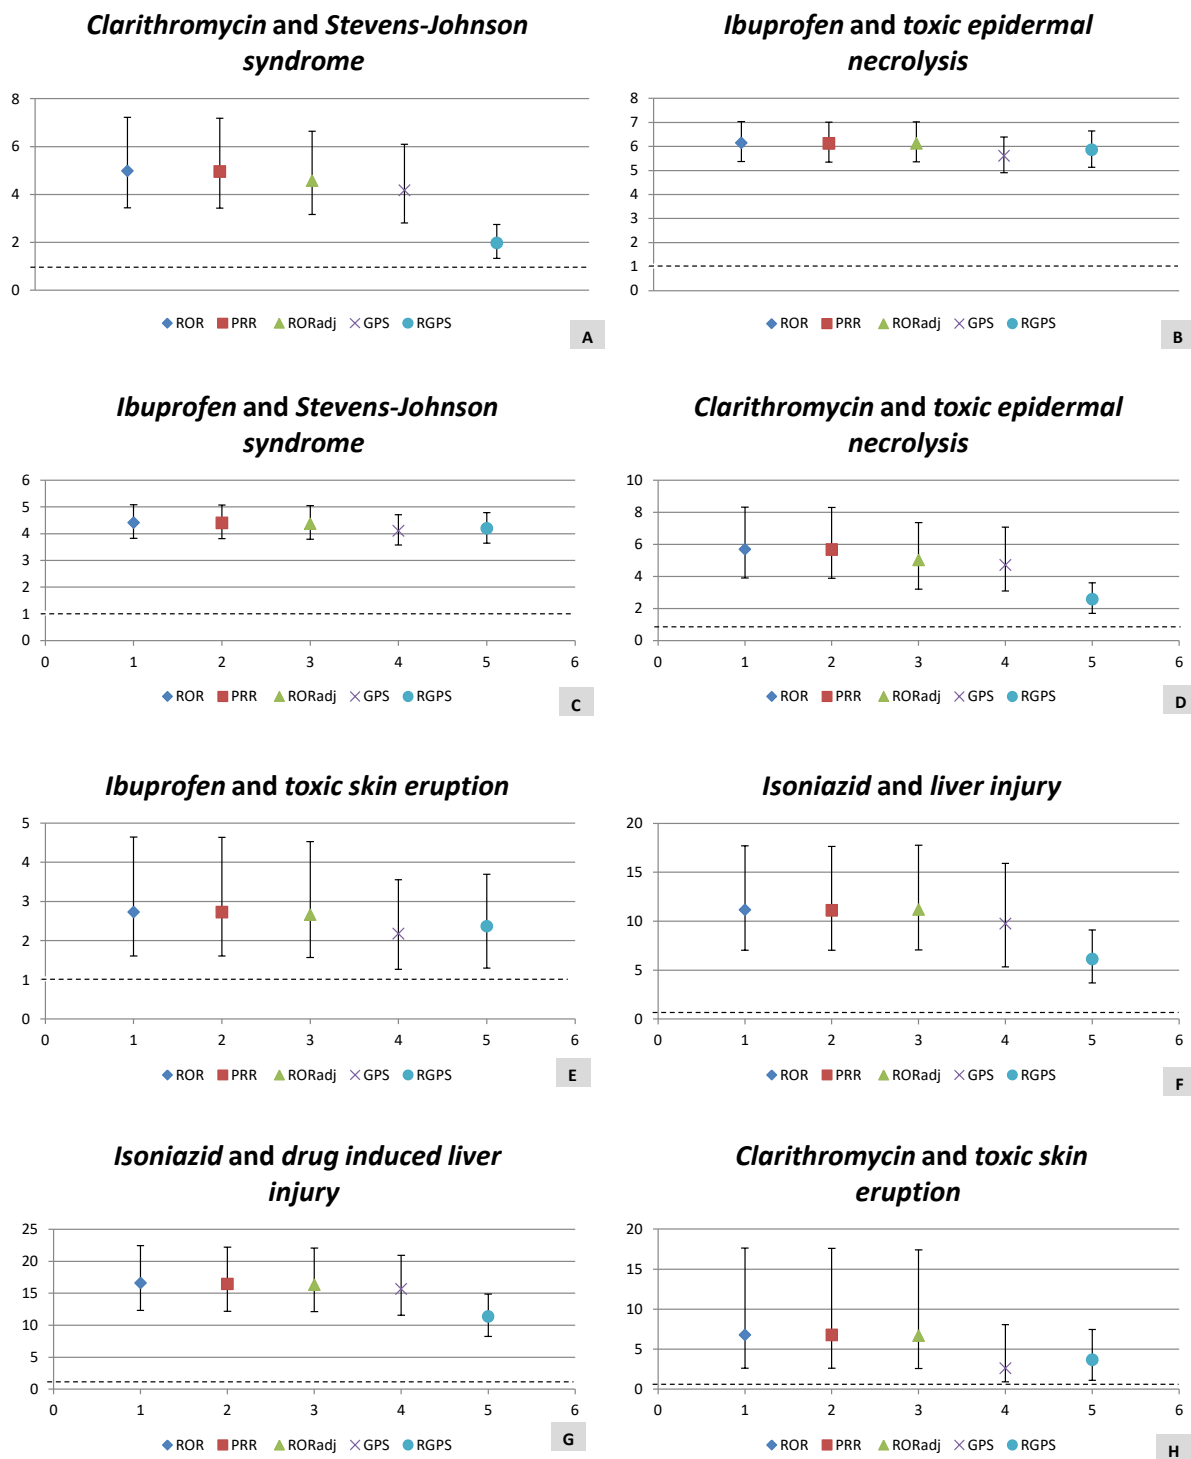 Clarithromycin and Stevens-Johnson
syndrome
8
6
4
2
0
ROR PRR RORadj GPS RGPS
A
Ibuprofen and toxic epidermal
necrolysis
8
7
6
5
4
3
2
1
0
ROR PRR RORadj GPS RGPS
B
Ibuprofen and Stevens-Johnson
syndrome
6
5
4
3
2
1
0
0 1 2 3 4 5 6
ROR PRR RORadj GPS RGPS
C
Clarithromycin and toxic epidermal
necrolysis
10
8
6
4
2
0
0 1 2 3 4 5 6
ROR PRR RORadj GPS RGPS
D
Ibuprofen and toxic skin eruption
5
4
3
2
1
0
0 1 2 3 4 5 6
ROR PRR RORadj GPS RGPS
E
Isoniazid and liver injury
20
15
10
5
0
0 1 2 3 4 5 6
ROR PRR RORadj GPS RGPS
F
Isoniazid and drug induced liver
injury
25
20
15
10
5
0
0 1 2 3 4 5 6
ROR PRR RORadj GPS RGPS
G
Clarithromycin and toxic skin
eruption
20
15
10
5
0
0 1 2 3 4 5 6
ROR PRR RORadj GPS RGPS
H